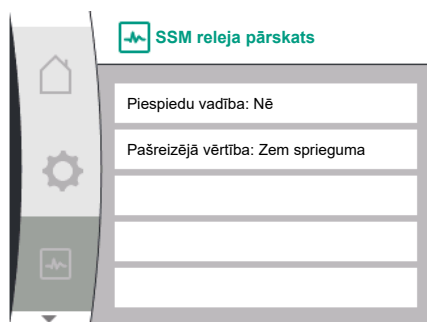 SSM releja pārskats
Piespiedu vadība: Nē
Pašreizējā vērtība: Zem sprieguma